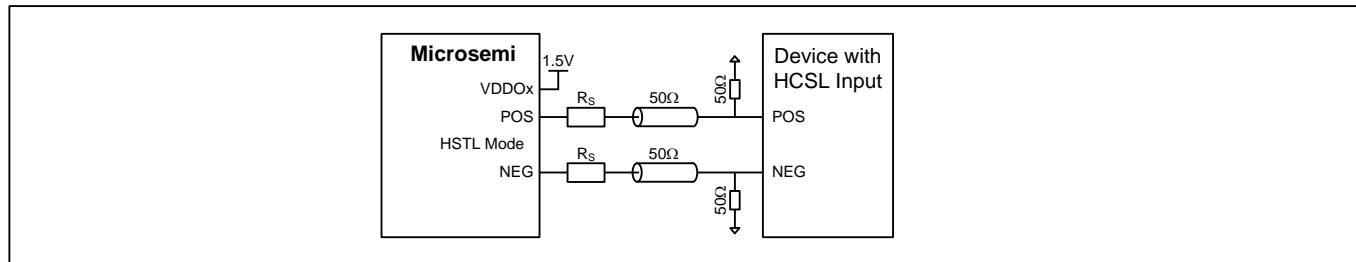 Microsemi
1.5V
VDDOx
POS
HSTL Mode
NEG
RS
50Ω
RS
50Ω
50Ω
50Ω
Device with
HCSL Input
POS
NEG